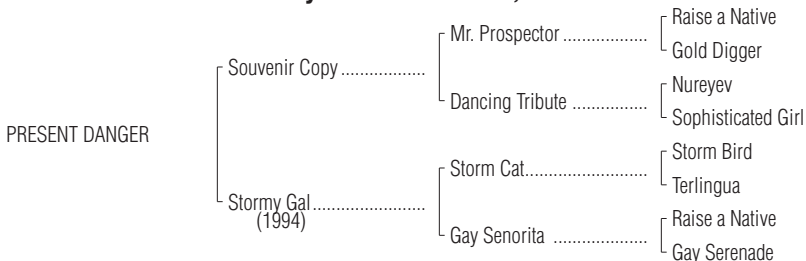 Raise a Native
Mr. Prospector ..................
Gold Digger
Souvenir Copy ..................
Nureyev
Dancing Tribute ................
Sophisticated Girl
PRESENT DANGER
Storm Bird
Storm Cat.......................
Terlingua
Stormy Gal ......................
(1994)
Raise a Native
Gay Senorita ....................
Gay Serenade